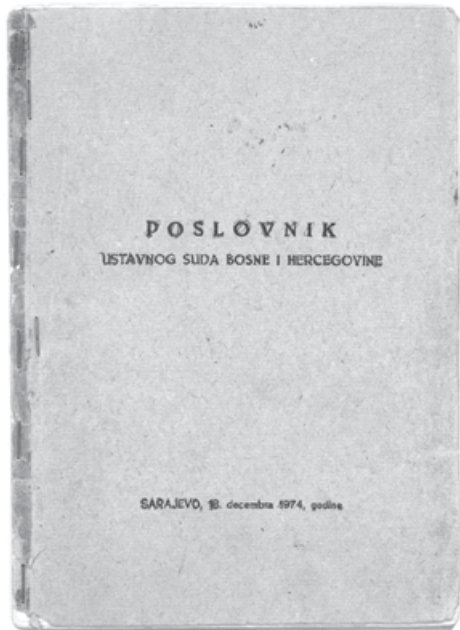 POSLOVNIK
USTAVNOG SUDA BOSNE I HERCEGOVINE
SARAJEVO, 18. decembra 1974, godine